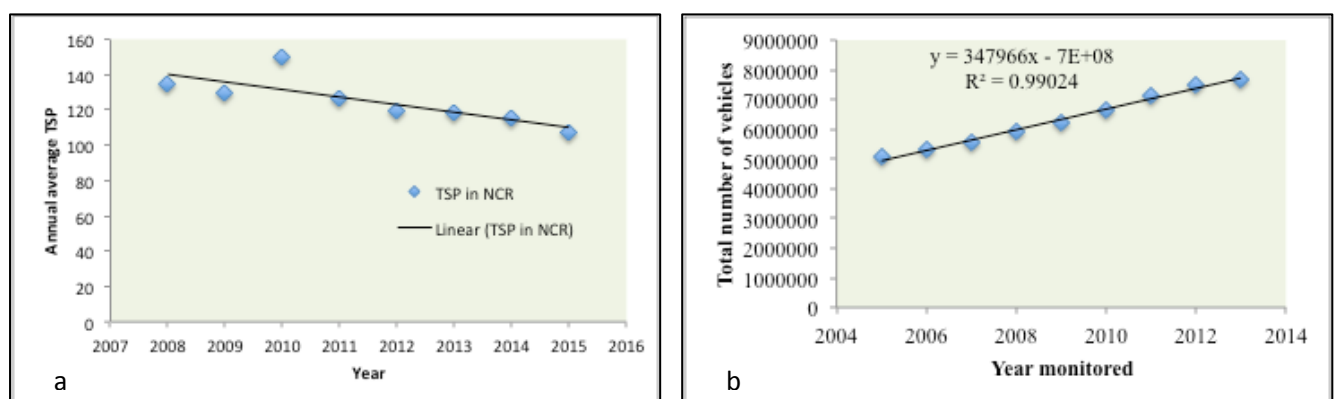 160
140
120
100
80
60
40
20
0
Annual average TSP
TSP in NCR
Linear (TSP in NCR)
2007 2008 2009 2010 2011 2012 2013 2014 2015 2016
Year
a
9000000
8000000
7000000
6000000
5000000
4000000
3000000
2000000
1000000
0
Total number of vehicles
y = 347966x - 7E+08
R² = 0.99024
2004 2006 2008 2010 2012 2014
Year monitored
b